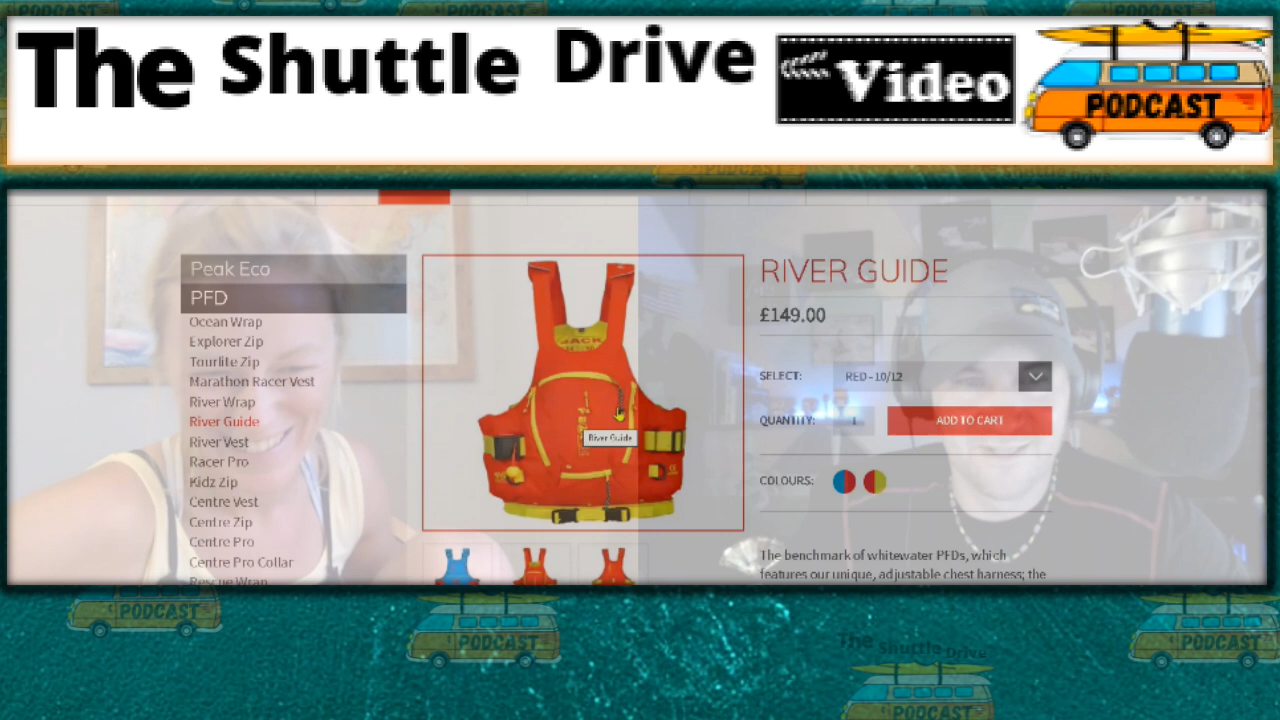 The Shuttle Drive Video PODCAST
Peak Eco
PFD
Ocean Wrap
Explorer Zip
Tourlite Zip
Marathon Racer Vest
River Wrap
River Guide
River Vest
Racer Pro
Kidz Zip
Centre Vest
Centre Zip
Centre Pro
Centre Pro Collar
Rescue Wrap
River Guide
RIVER GUIDE
£149.00
SELECT: RED - 10/12
QUANTITY: 1 ADD TO CART
COLOURS:
The benchmark of whitewater PFDs, which
features our unique, adjustable chest harness; the
PODCAST
PODCAST
PODCAST
The Shuttle Drive
PODCAST